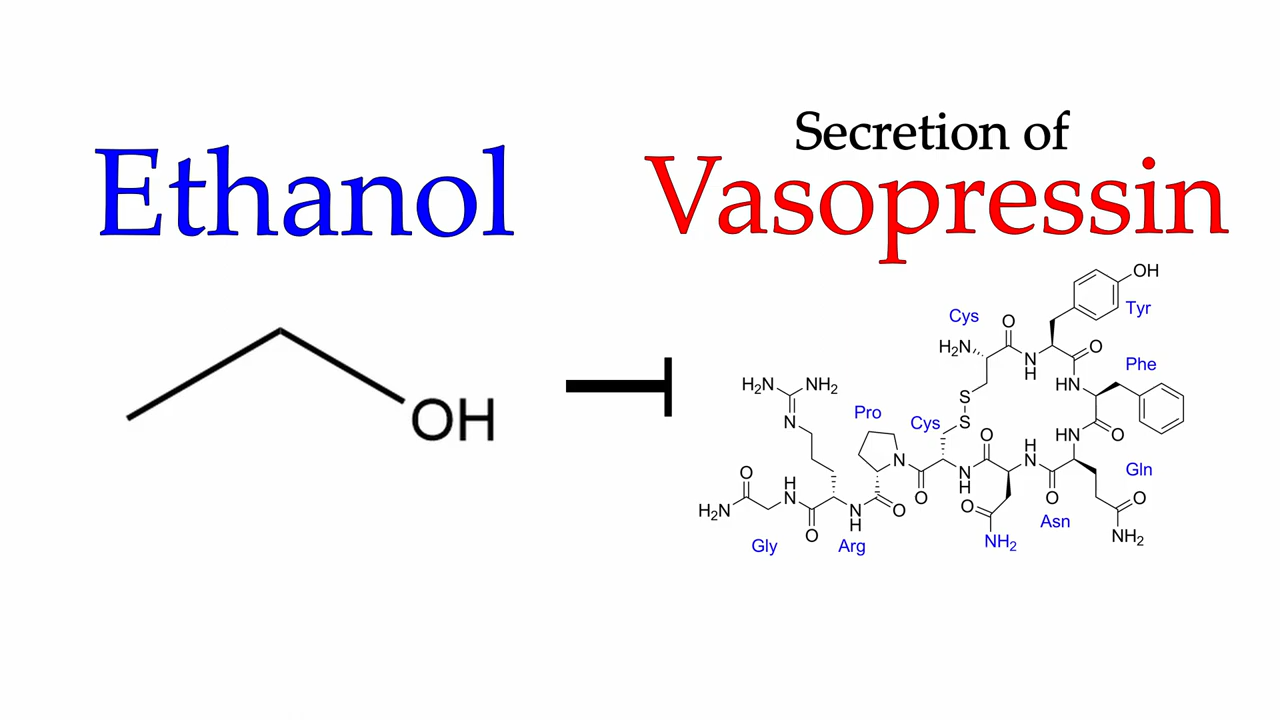 Ethanol
Secretion of
Vasopressin
OH
OH
Tyr
Cys
O
H₂N
N
H
O
Phe
HN
S
S
O
H₂N NH₂
N
Pro
Cys
O
HN
N
N
H
O
H
N
O
Gln
O
H₂N
H
N
O
N
H
O
O
NH₂
Asn
O
NH₂
Gly
Arg